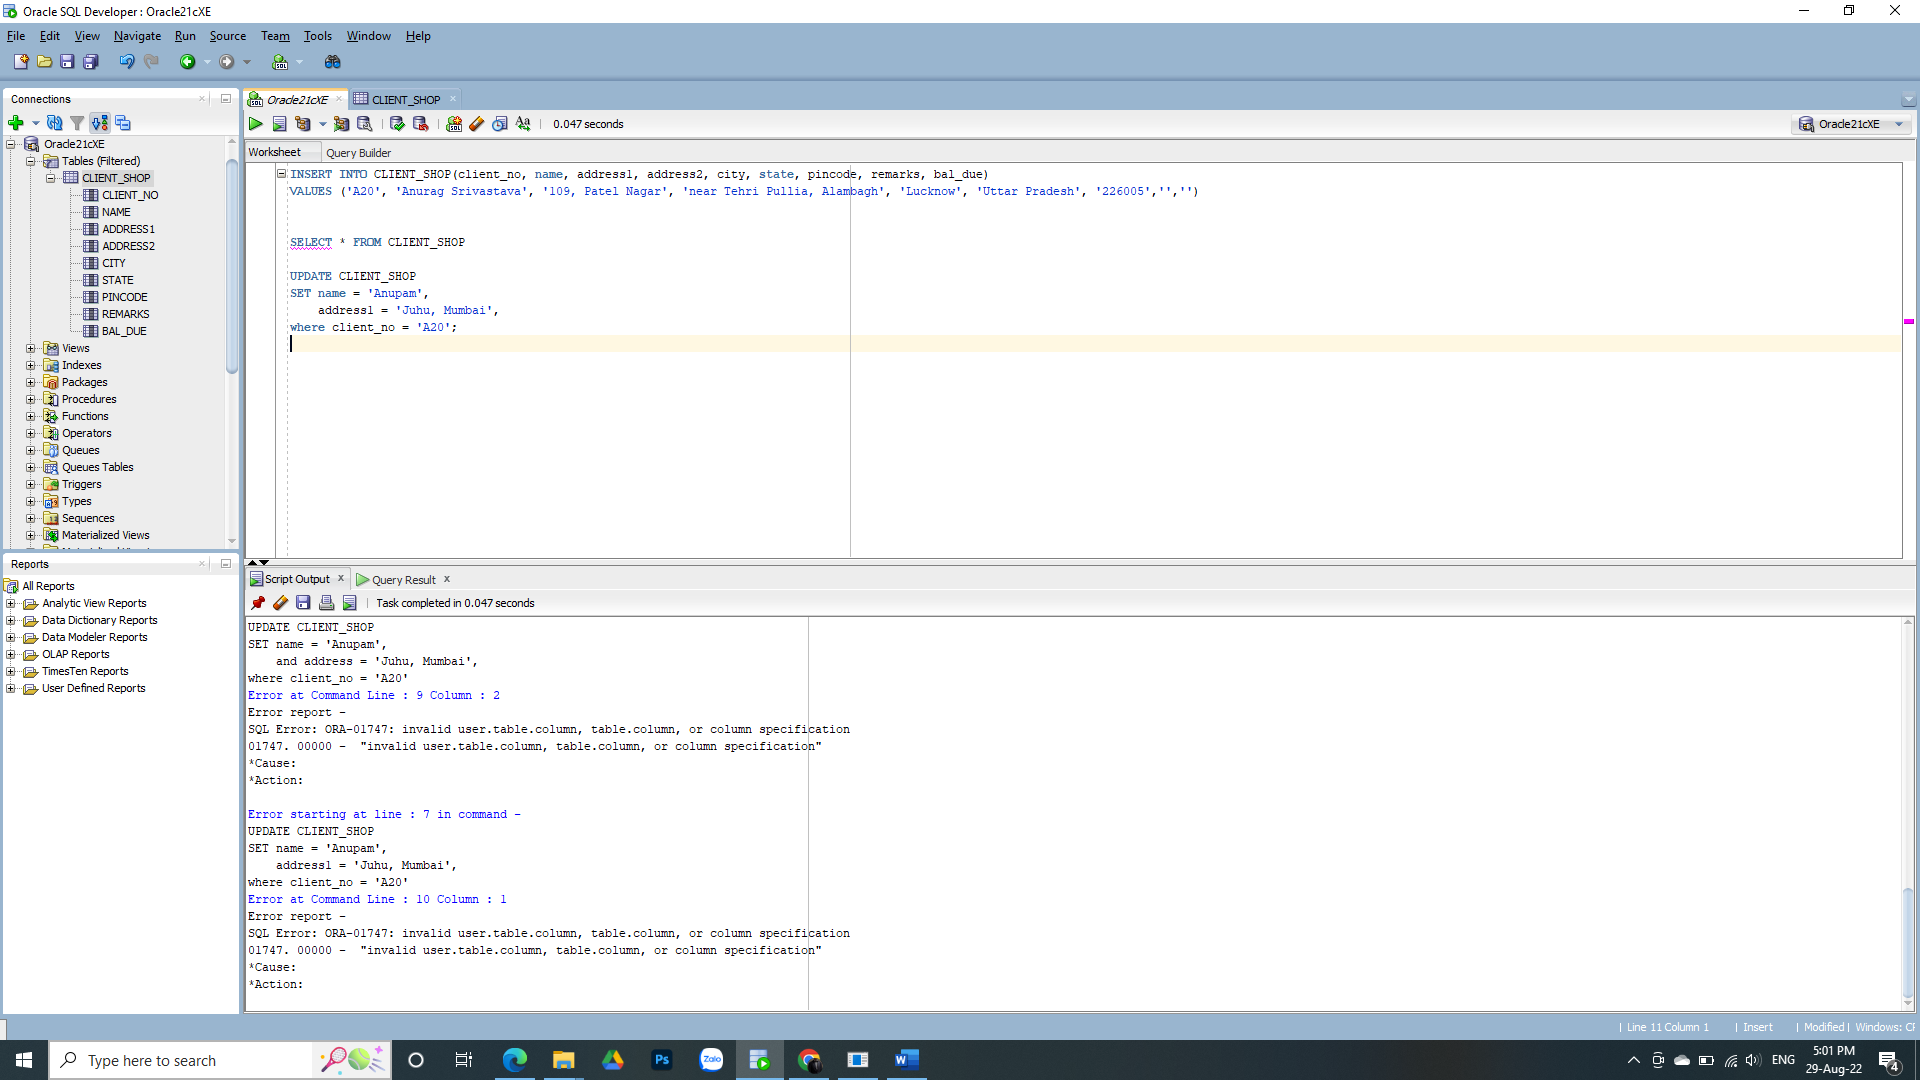 Oracle SQL Developer : Oracle21cXE
File Edit View Navigate Run Source Team Tools Window Help
Connections
Oracle21cXE
Tables (Filtered)
CLIENT_SHOP
CLIENT_NO
NAME
ADDRESS1
ADDRESS2
CITY
STATE
PINCODE
REMARKS
BAL_DUE
Views
Indexes
Packages
Procedures
Functions
Operators
Queues
Queues Tables
Triggers
Types
Sequences
Materialized Views
Reports
All Reports
Analytic View Reports
Data Dictionary Reports
Data Modeler Reports
OLAP Reports
TimesTen Reports
User Defined Reports
Oracle21cXE CLIENT_SHOP
0.047 seconds
Oracle21cXE
Worksheet Query Builder
INSERT INTO CLIENT_SHOP(client_no, name, address1, address2, city, state, pincode, remarks, bal_due)
VALUES ('A20', 'Anurag Srivastava', '109, Patel Nagar', 'near Tehri Pullia, Alambagh', 'Lucknow', 'Uttar Pradesh', '226005','','')
SELECT * FROM CLIENT_SHOP
UPDATE CLIENT_SHOP
SET name = 'Anupam',
address1 = 'Juhu, Mumbai',
where client_no = 'A20';
Script Output Query Result
Task completed in 0.047 seconds
UPDATE CLIENT_SHOP
SET name = 'Anupam',
and address = 'Juhu, Mumbai',
where client_no = 'A20'
Error at Command Line : 9 Column : 2
Error report -
SQL Error: ORA-01747: invalid user.table.column, table.column, or column specification
01747. 00000 -  "invalid user.table.column, table.column, or column specification"
*Cause:
*Action:
Error starting at line : 7 in command -
UPDATE CLIENT_SHOP
SET name = 'Anupam',
address1 = 'Juhu, Mumbai',
where client_no = 'A20'
Error at Command Line : 10 Column : 1
Error report -
SQL Error: ORA-01747: invalid user.table.column, table.column, or column specification
01747. 00000 -  "invalid user.table.column, table.column, or column specification"
*Cause:
*Action:
Line 11 Column 1 Insert Modified Windows: CF
Type here to search
Ps
Zalo
ENG
5:01 PM
29-Aug-22
4